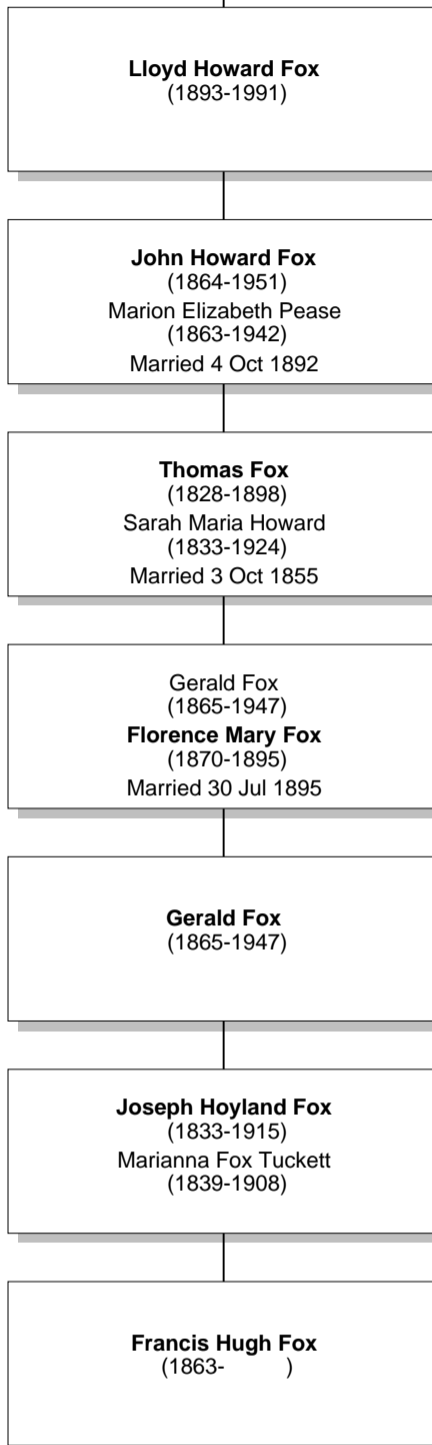 Lloyd Howard Fox
(1893-1991)
John Howard Fox
(1864-1951)
Marion Elizabeth Pease
(1863-1942)
Married 4 Oct 1892
Thomas Fox
(1828-1898)
Sarah Maria Howard
(1833-1924)
Married 3 Oct 1855
Gerald Fox
(1865-1947)
Florence Mary Fox
(1870-1895)
Married 30 Jul 1895
Gerald Fox
(1865-1947)
Joseph Hoyland Fox
(1833-1915)
Marianna Fox Tuckett
(1839-1908)
Francis Hugh Fox
(1863-          )